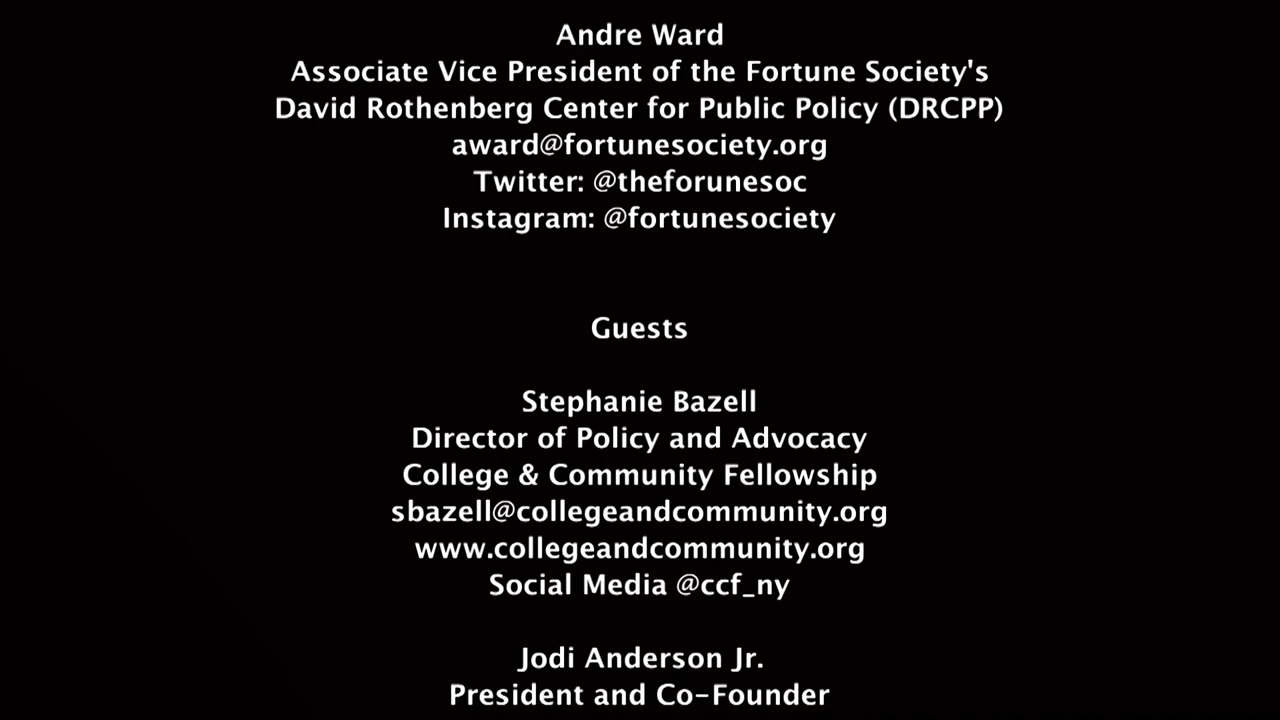 Andre Ward
Associate Vice President of the Fortune Society's
David Rothenberg Center for Public Policy (DRCPP)
award@fortunesociety.org
Twitter: @theforunesoc
Instagram: @fortunesociety
Guests
Stephanie Bazell
Director of Policy and Advocacy
College & Community Fellowship
sbazell@collegeandcommunity.org
www.collegeandcommunity.org
Social Media @ccf_ny
Jodi Anderson Jr.
President and Co-Founder